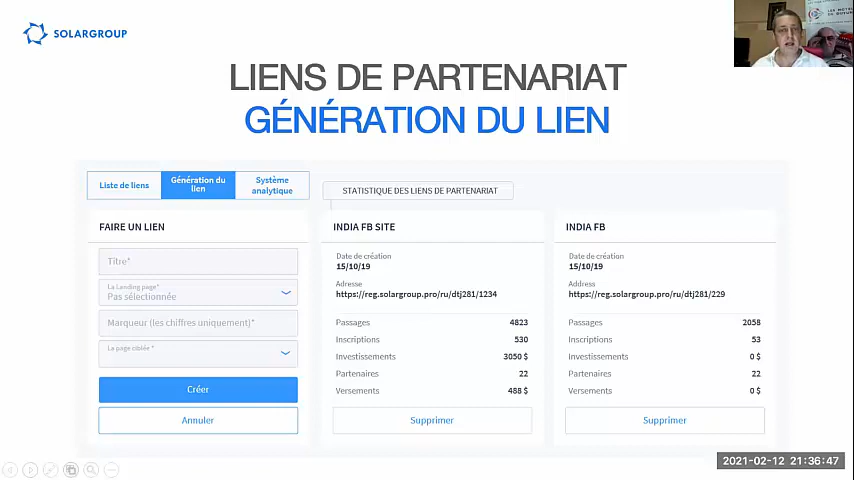 SOLARGROUP
LIENS DE PARTENARIAT
GÉNÉRATION DU LIEN
Liste de liens
Génération du
lien
Système
analytique
STATISTIQUE DES LIENS DE PARTENARIAT
FAIRE UN LIEN
Titre*
La Landing page*
Pas sélectionnée
Marqueur (les chiffres uniquement)*
La page ciblée *
Créer
Annuler
INDIA FB SITE
Date de création
15/10/19
Adresse
https://reg.solargroup.pro/ru/dtj281/1234
Passages 4823
Inscriptions 530
Investissements 3050 $
Partenaires 22
Versements 488 $
Supprimer
INDIA FB
Date de création
15/10/19
Address
https://reg.solargroup.pro/ru/dtj281/229
Passages 2058
Inscriptions 53
Investissements 0 $
Partenaires 22
Versements 0 $
Supprimer
2021-02-12 21:36:47